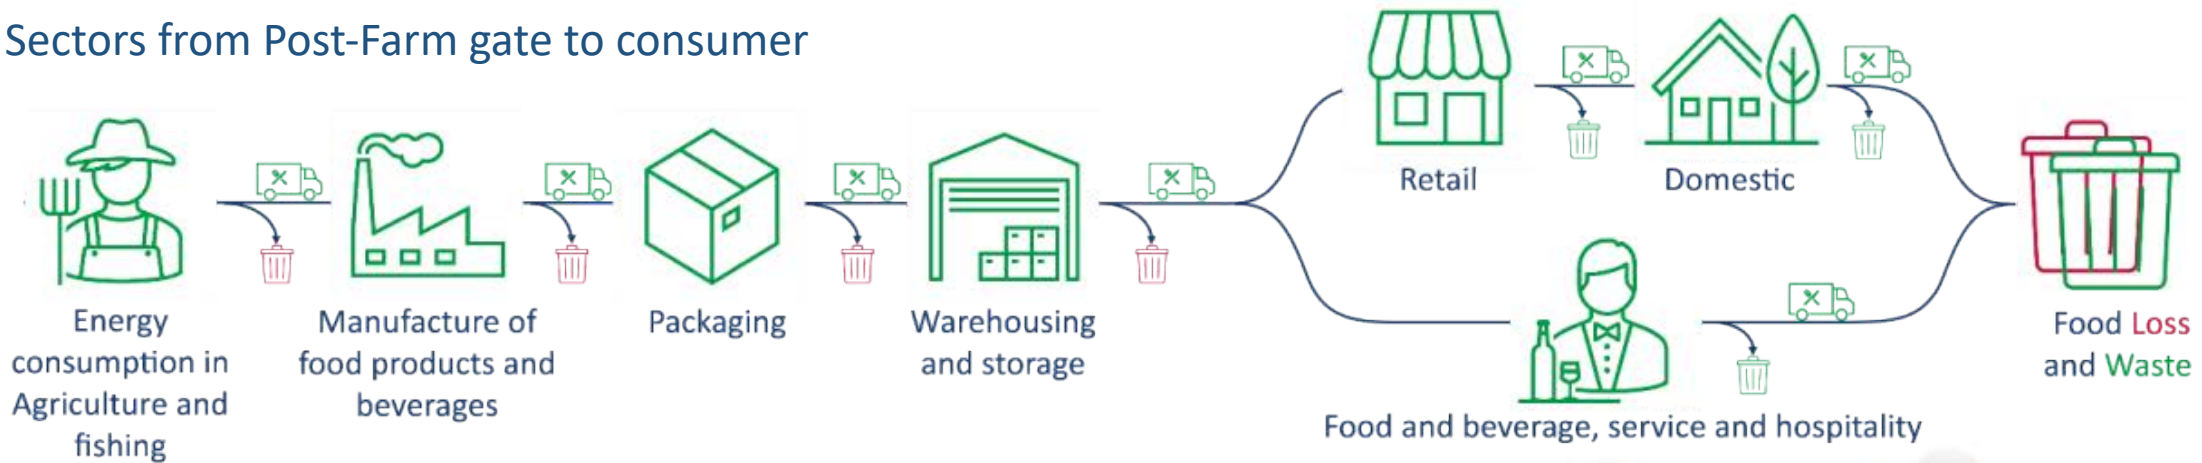 Sectors from Post-Farm gate to consumer
Energy
consumption in
Agriculture and
fishing
Manufacture of
food products and
beverages
Packaging
Warehousing
and storage
Retail
Domestic
Food and beverage, service and hospitality
Food Loss
and Waste